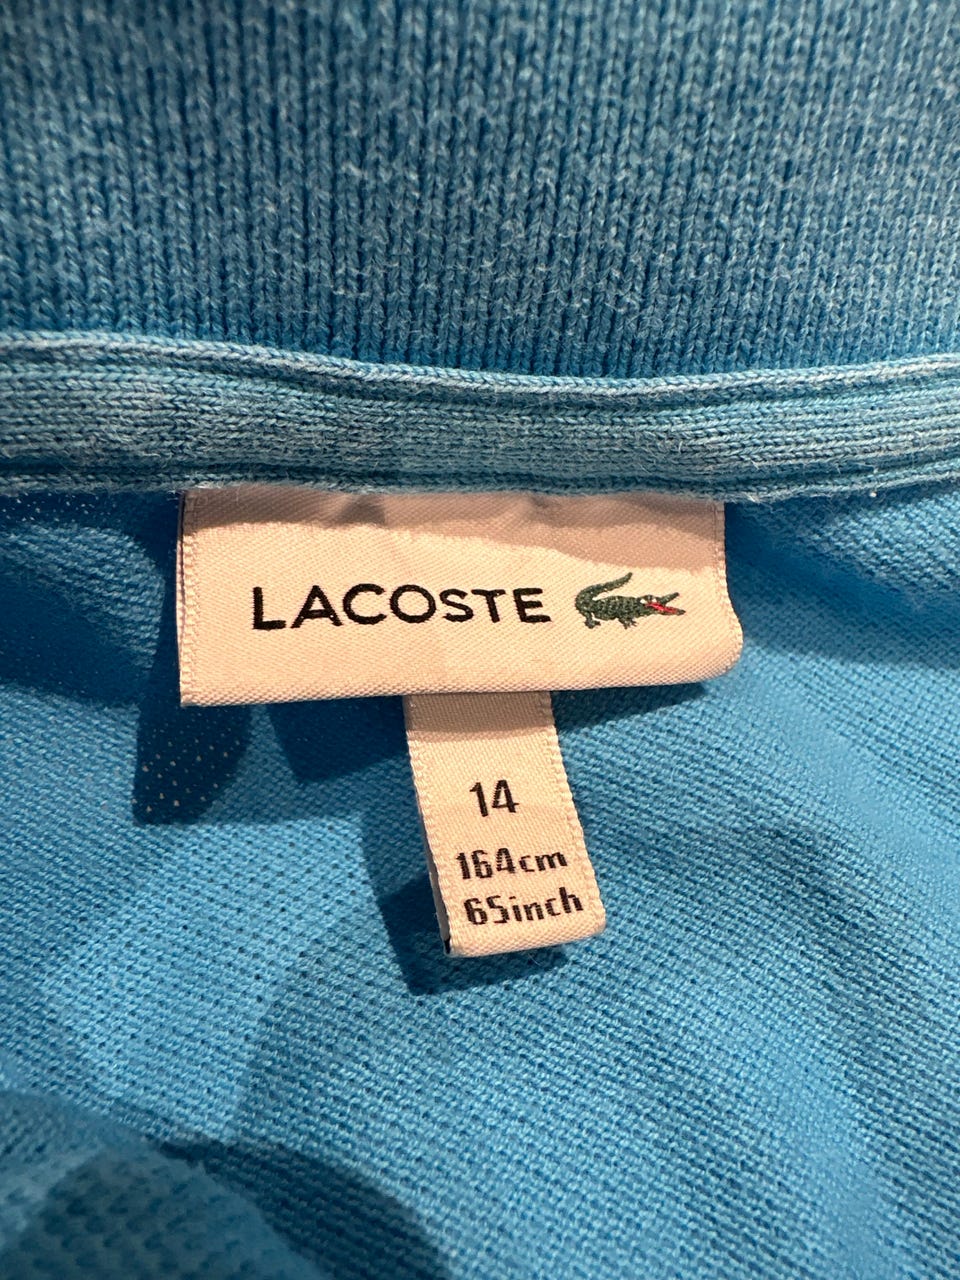 LACOSTE
14
164cm
65inch